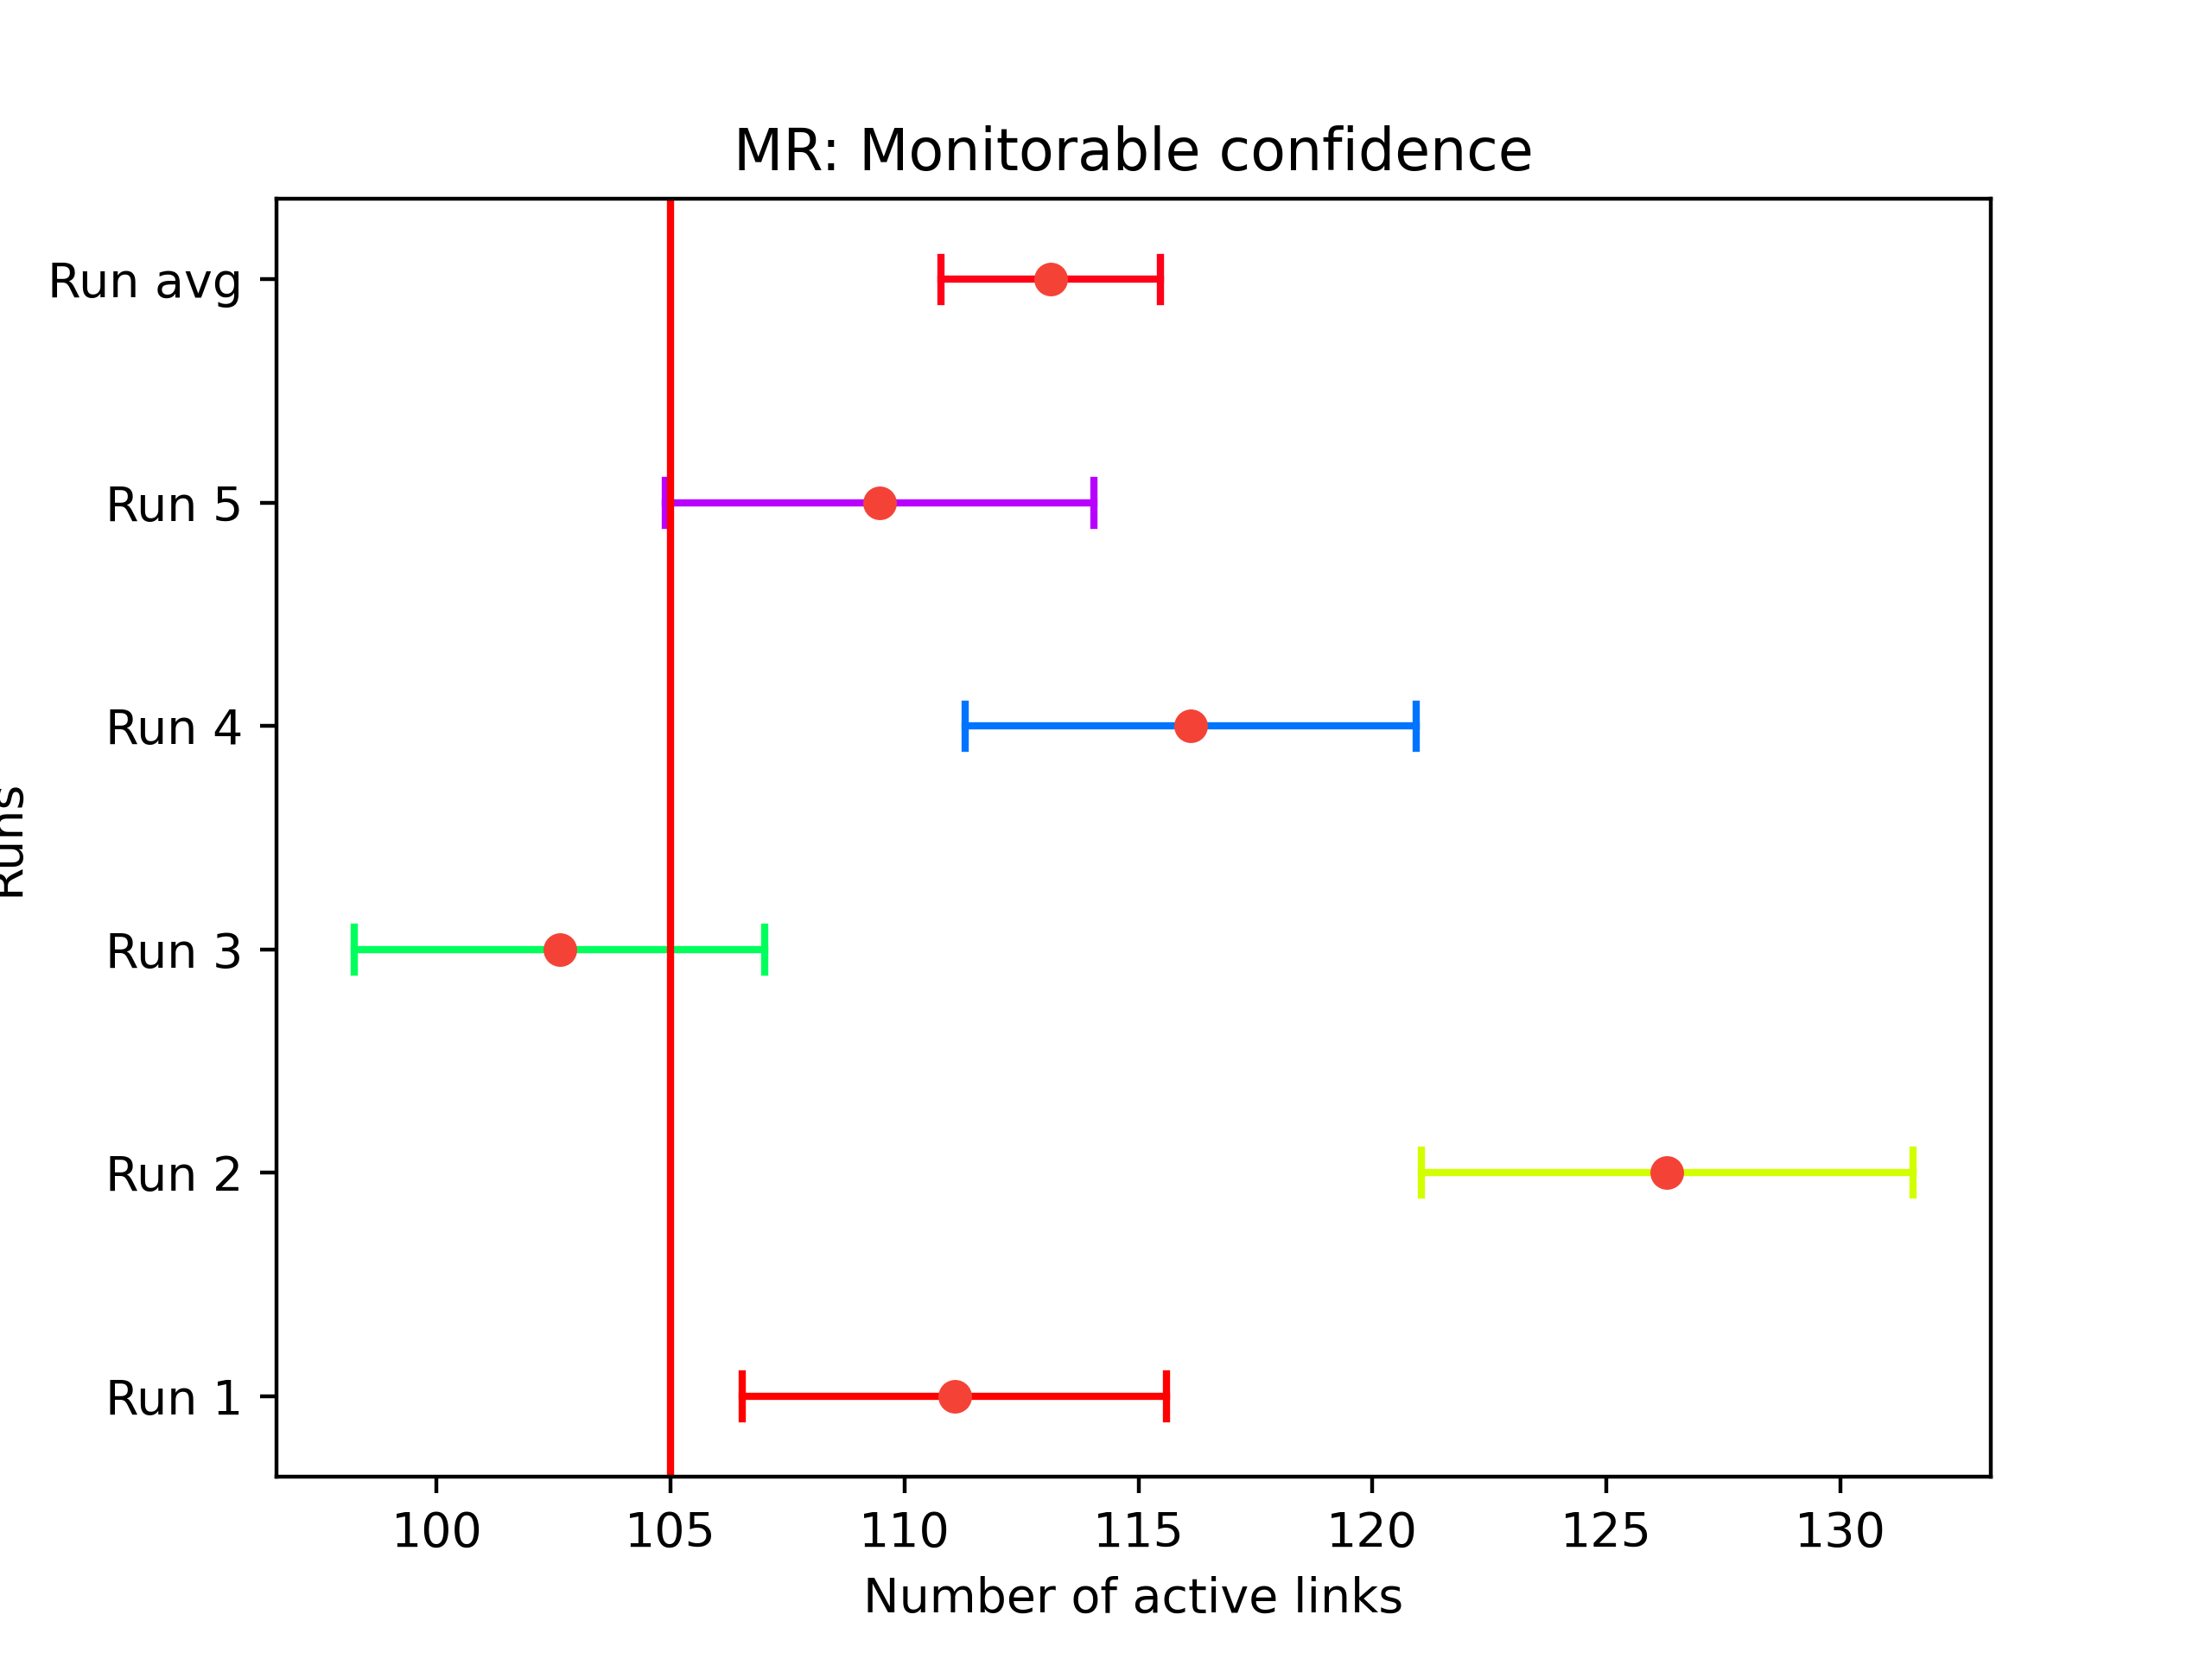 MR: Monitorable confidence
Run avg
Run 5
Run 4
Run 3
Run 2
Run 1
Runs
100 105 110 115 120 125 130
Number of active links